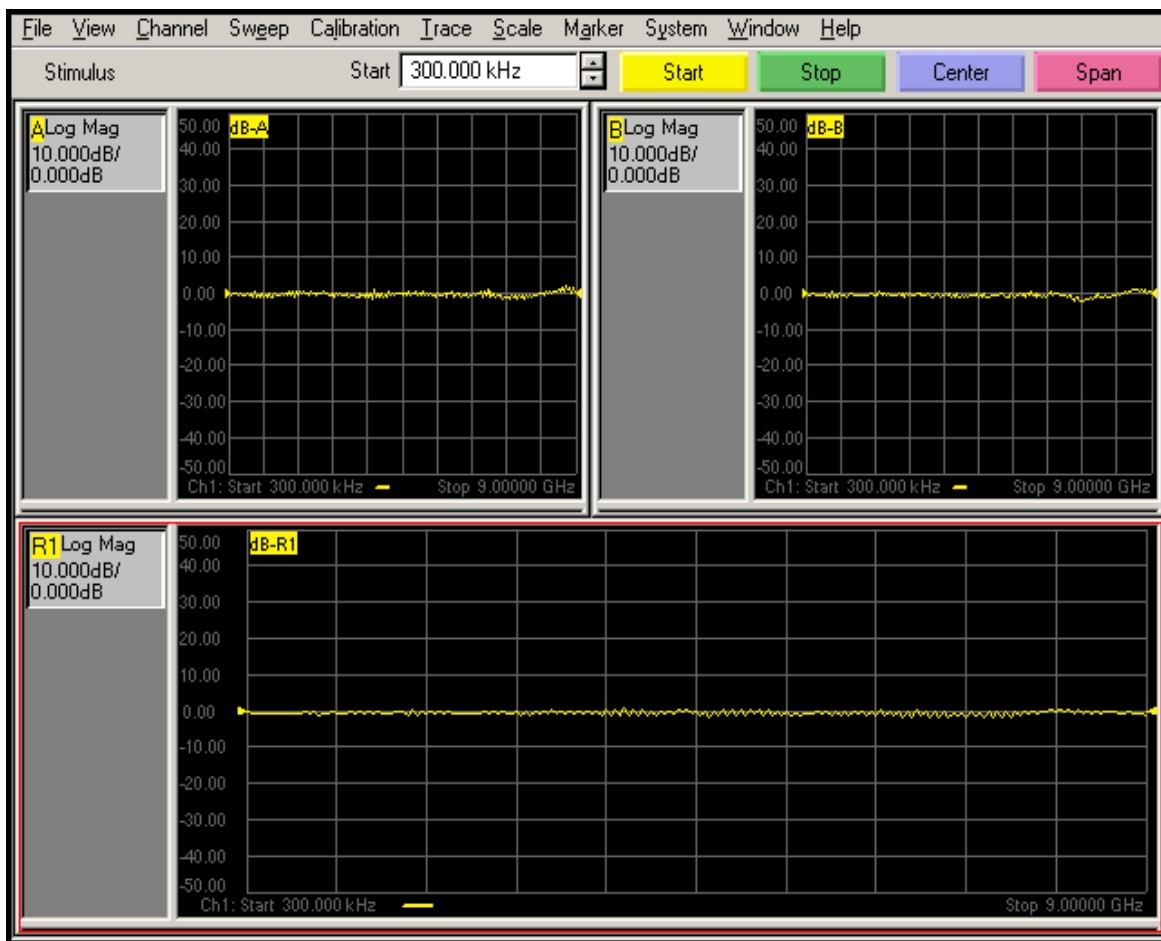 File View Channel Sweep Calibration Trace Scale Marker System Window Help
Stimulus Start 300.000 kHz Start Stop Center Span
A Log Mag
10.000dB/
0.000dB
50.00 dB-A
40.00
30.00
20.00
10.00
0.00
-10.00
-20.00
-30.00
-40.00
-50.00
Ch1: Start 300.000 kHz Stop 9.00000 GHz
B Log Mag
10.000dB/
0.000dB
50.00 dB-B
40.00
30.00
20.00
10.00
0.00
-10.00
-20.00
-30.00
-40.00
-50.00
Ch1: Start 300.000 kHz Stop 9.00000 GHz
R1 Log Mag
10.000dB/
0.000dB
50.00 dB-R1
40.00
30.00
20.00
10.00
0.00
-10.00
-20.00
-30.00
-40.00
-50.00
Ch1: Start 300.000 kHz Stop 9.00000 GHz